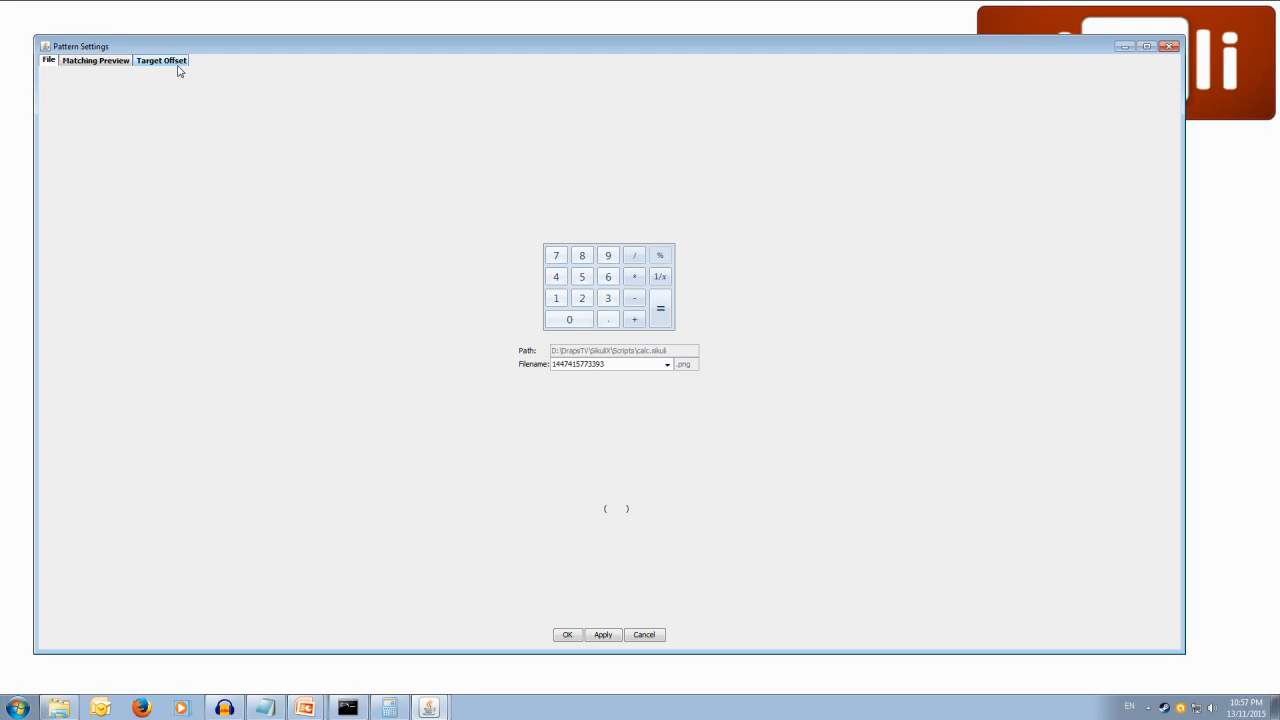 li
Pattern Settings
File Matching Preview Target Offset
7 8 9 / %
4 5 6 * 1/x
1 2 3 - =
0 . +
Path: D:\DrapsTV\SikuliX\Scripts\calc.sikuli
Filename: 1447415773393 .png
( )
OK Apply Cancel
EN 10:57 PM
13/11/2015